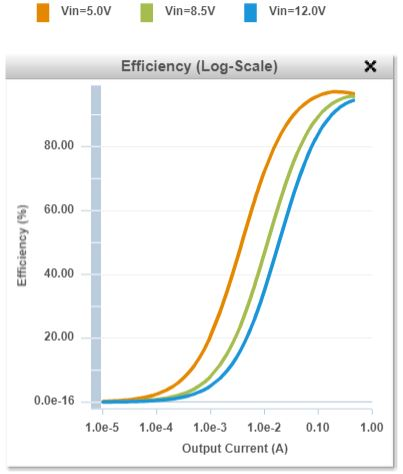 Vin=5.0V Vin=8.5V Vin=12.0V
Efficiency (Log-Scale)
Efficiency (%)
80.00
60.00
40.00
20.00
0.0e-16
1.0e-5 1.0e-4 1.0e-3 1.0e-2 0.10 1.00
Output Current (A)